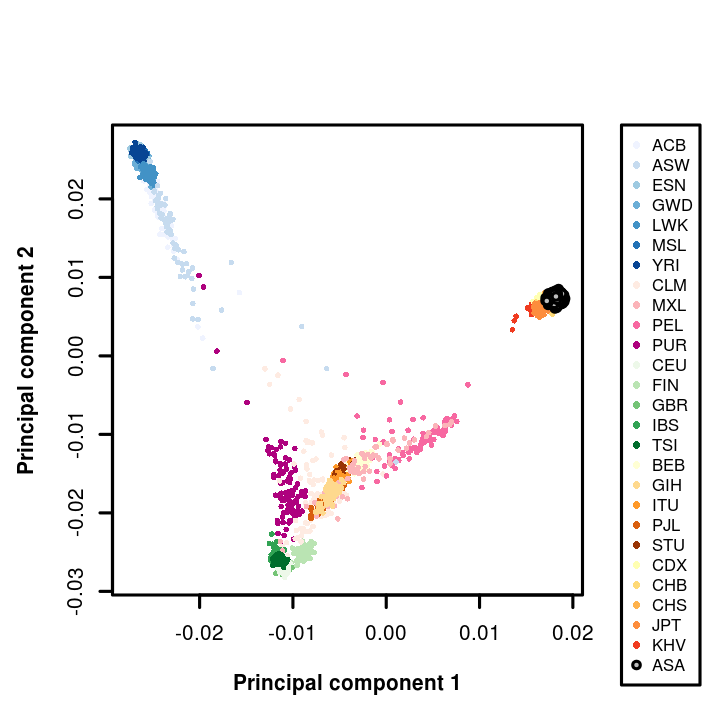 Principal component 2
0.02
0.01
0.00
-0.01
-0.02
-0.03
-0.02
-0.01
0.00
0.01
0.02
Principal component 1
ACB
ASW
ESN
GWD
LWK
MSL
YRI
CLM
MXL
PEL
PUR
CEU
FIN
GBR
IBS
TSI
BEB
GIH
ITU
PJL
STU
CDX
CHB
CHS
JPT
KHV
ASA